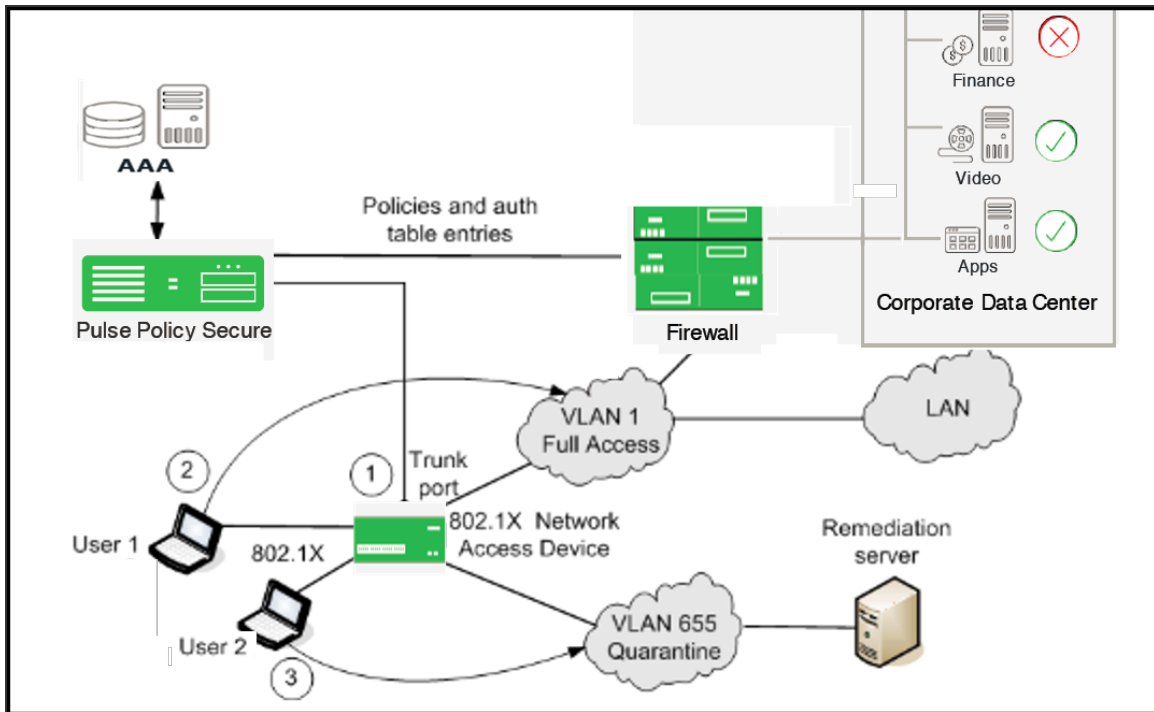 Finance
Video
Apps
Corporate Data Center
AAA
Policies and auth
table entries
Pulse Policy Secure
Firewall
VLAN 1
Full Access
LAN
2
1
Trunk
port
User 1
802.1X
802.1X Network
Access Device
Remediation
server
User 2
3
VLAN 655
Quarantine